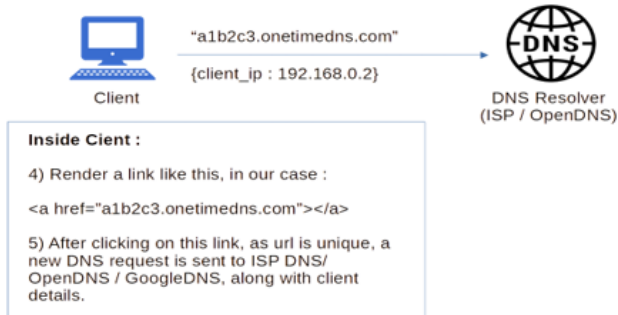 "a1b2c3.onetimedns.com"
DNS
{client_ip : 192.168.0.2}
Client
DNS Resolver
(ISP / OpenDNS)
Inside Cient :
4) Render a link like this, in our case :
<a href="a1b2c3.onetimedns.com"></a>
5) After clicking on this link, as url is unique, a
new DNS request is sent to ISP DNS/
OpenDNS / GoogleDNS, along with client
details.